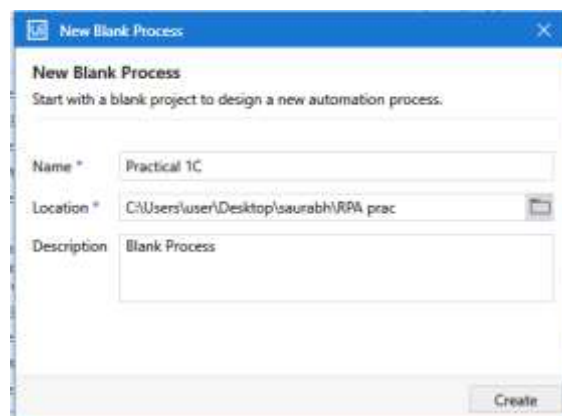 Ui New Blank Process
New Blank Process
Start with a blank project to design a new automation process.
Name * Practical 1C
Location * C:\Users\user\Desktop\saurabh\RPA prac
Description Blank Process
Create